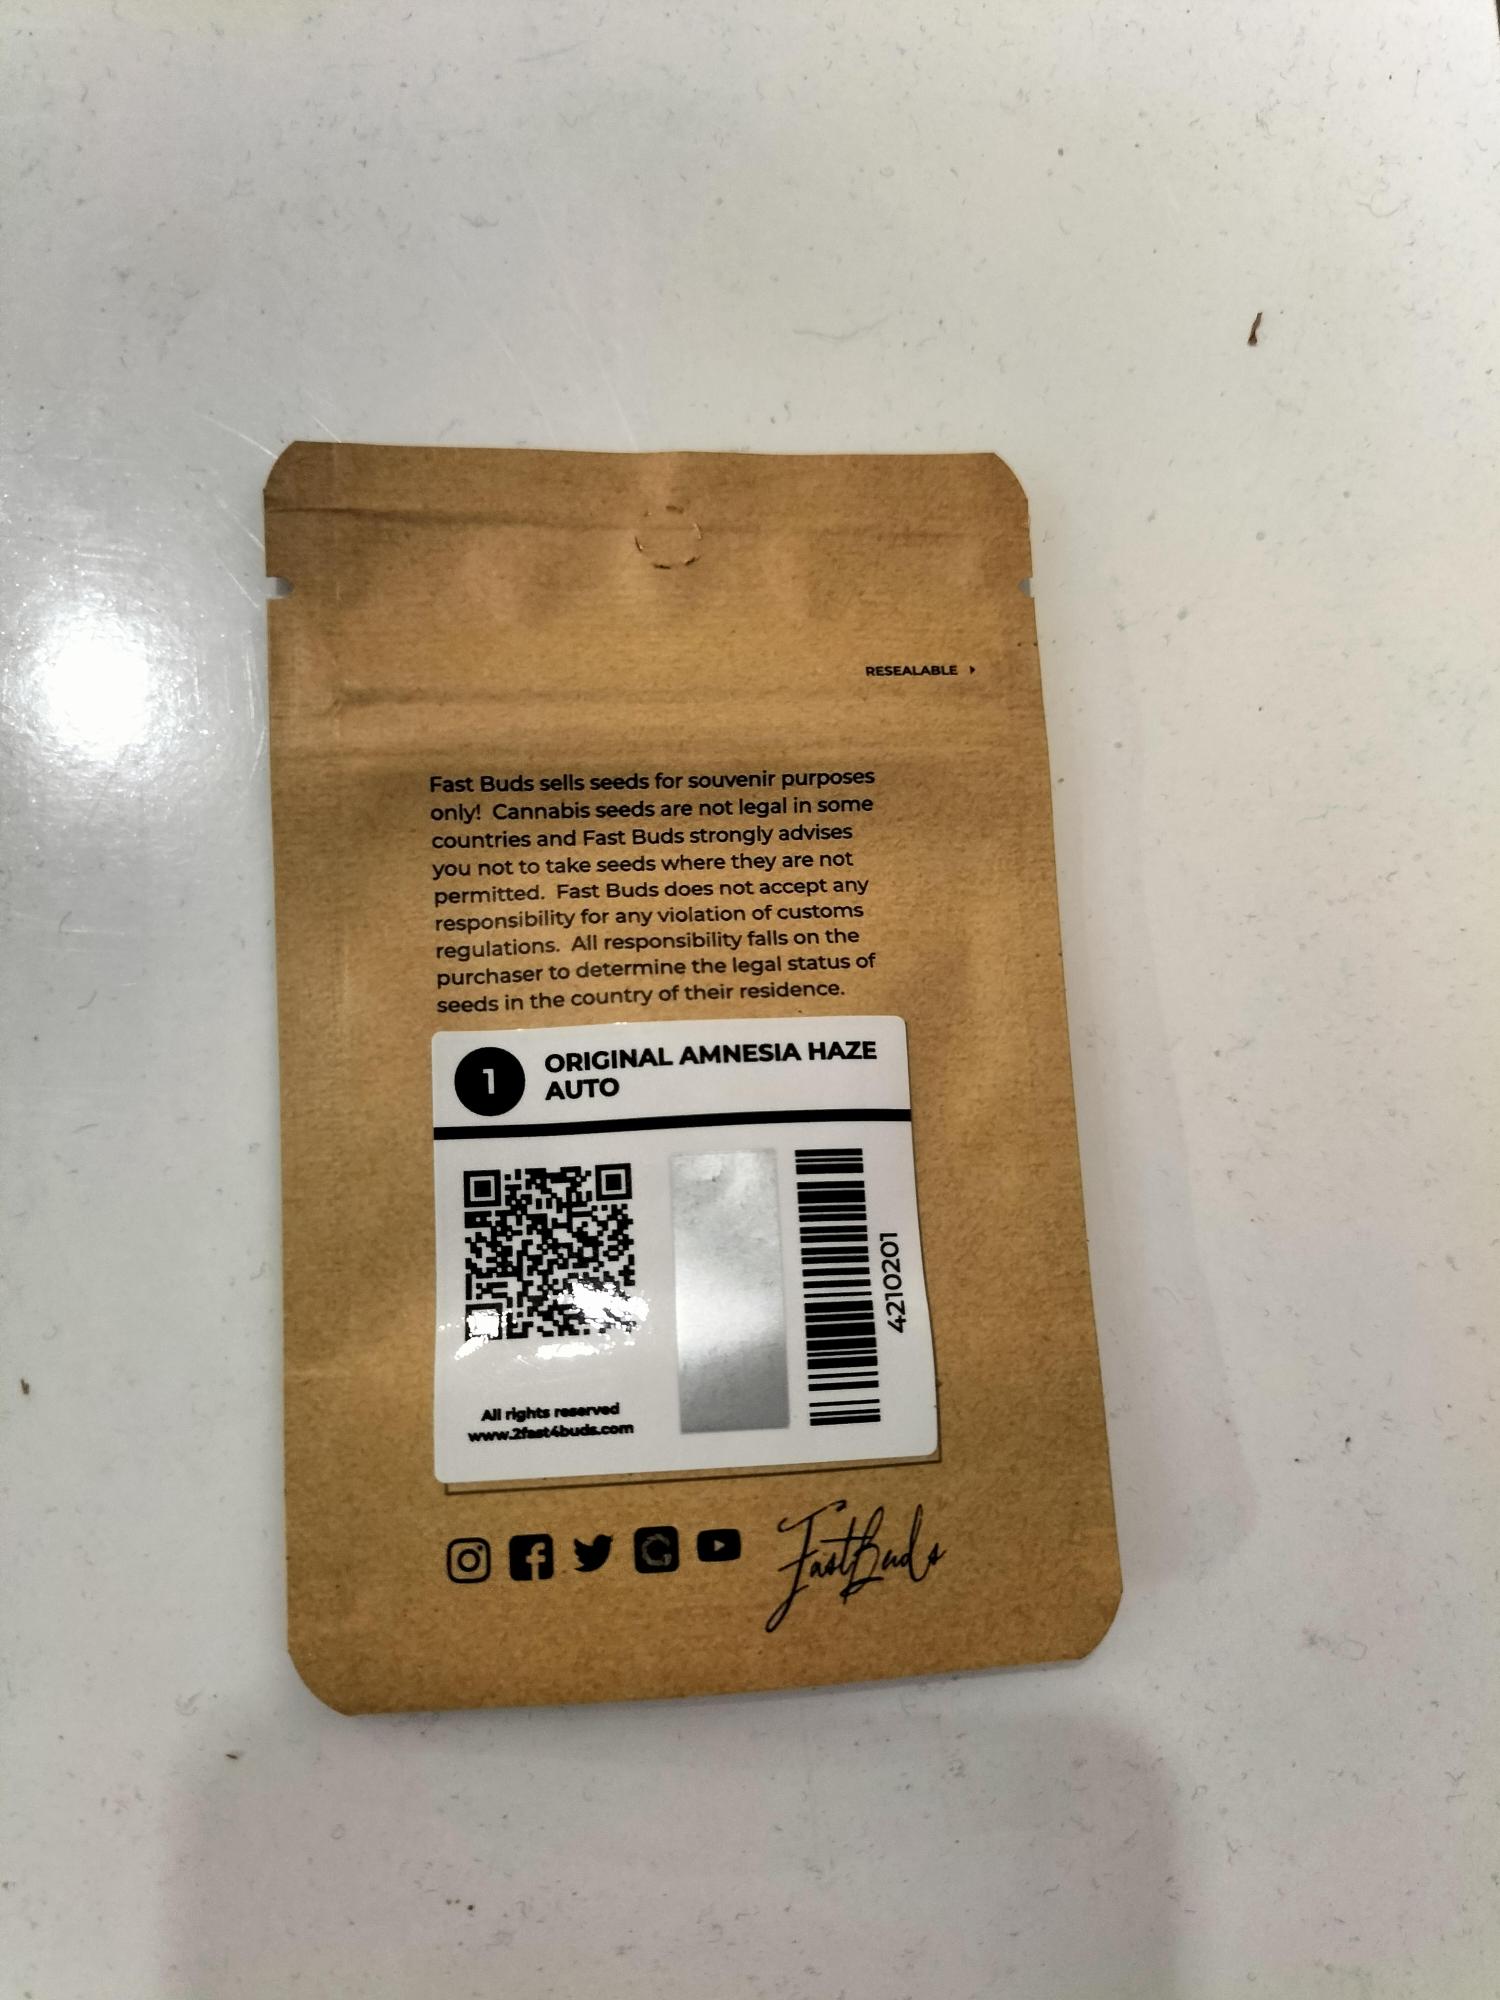 RESEALABLE
Fast Buds sells seeds for souvenir purposes
only! Cannabis seeds are not legal in some
countries and Fast Buds strongly advises
you not to take seeds where they are not
permitted. Fast Buds does not accept any
responsibility for any violation of customs
regulations. All responsibility falls on the
purchaser to determine the legal status of
seeds in the country of their residence.
1
ORIGINAL AMNESIA HAZE
AUTO
4210201
All rights reserved
www.2fast4buds.com
FastBuds